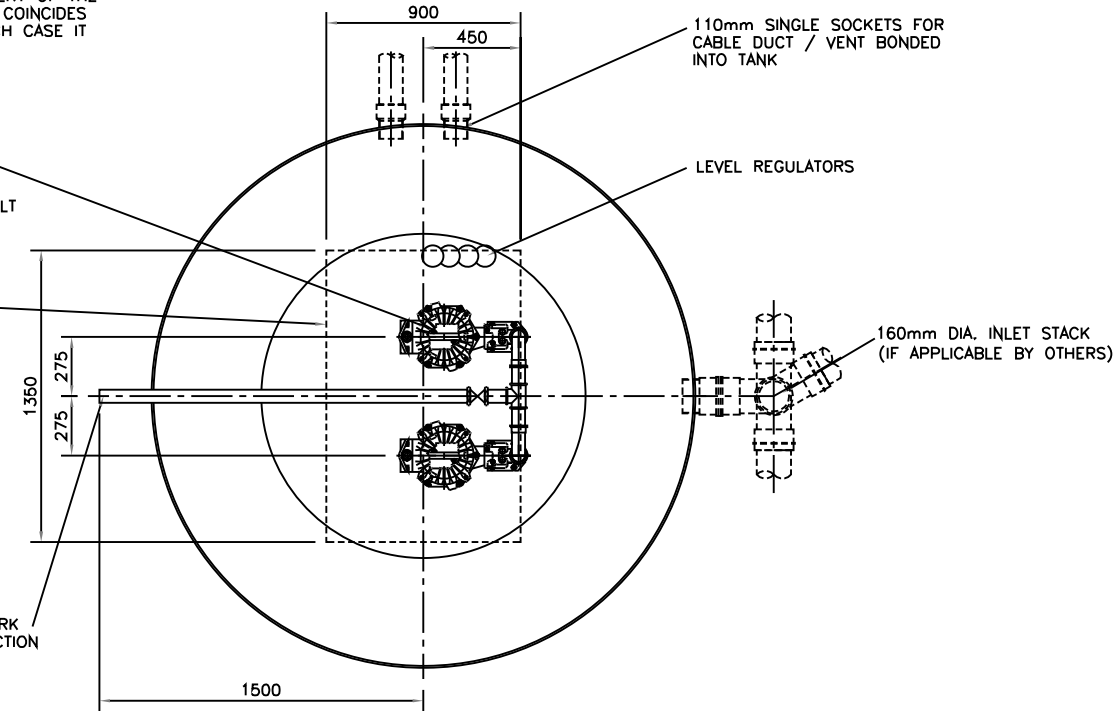 COINCIDES
CH CASE IT
900
450
110mm SINGLE SOCKETS FOR
CABLE DUCT / VENT BONDED
INTO TANK
LEVEL REGULATORS
LT
160mm DIA. INLET STACK
(IF APPLICABLE BY OTHERS)
275
1350
275
RK
CTION
1500